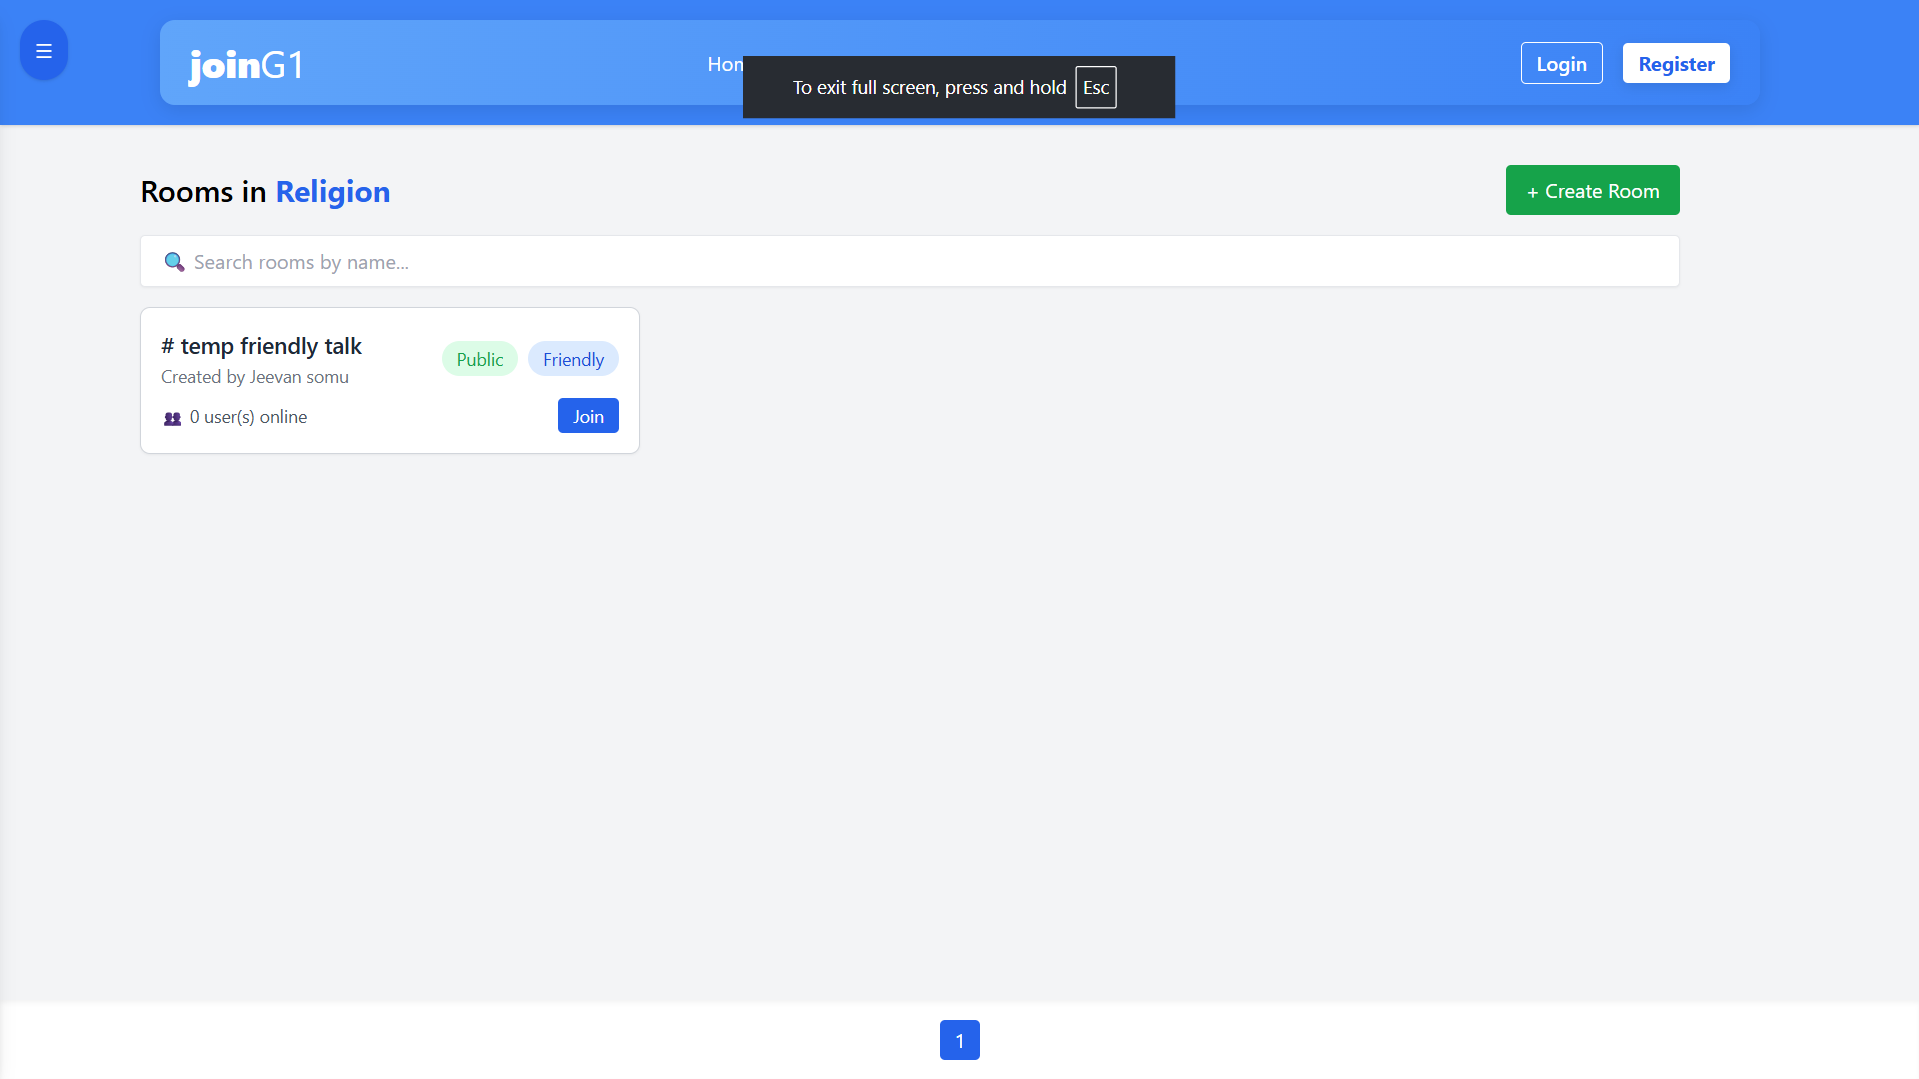 joinG1
To exit full screen, press and hold Esc
Login
Register
Rooms in Religion
+ Create Room
Search rooms by name...
# temp friendly talk
Public
Friendly
Created by Jeevan somu
0 user(s) online
Join
1